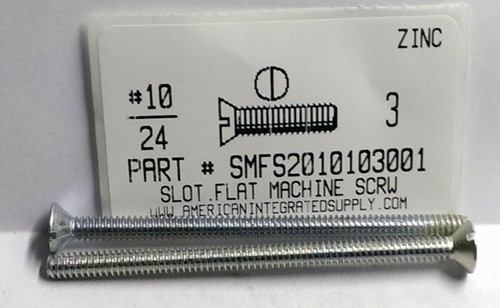 ZINC
#10
24
3
PART # SMFS2010103001
SLOT.FLAT MACHINE SCRW
WWW.AMERICANINTEGRATEDSUPPLY.COM